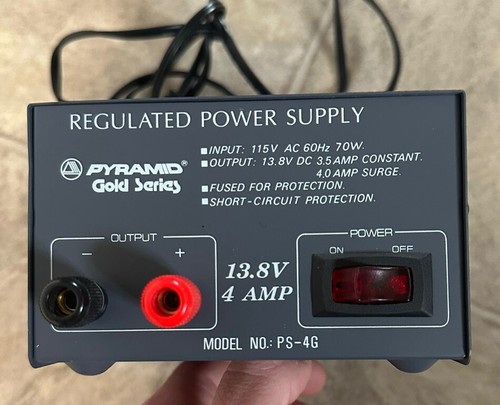 REGULATED POWER SUPPLY
■INPUT: 115V AC 60Hz 70W.
■OUTPUT: 13.8V DC 3.5AMP CONSTANT.
4.0AMP SURGE.
■FUSED FOR PROTECTION.
■SHORT-CIRCUIT PROTECTION.
PYRAMID®
Gold Series
OUTPUT
− +
13.8V
4 AMP
POWER
ON OFF
MODEL NO.: PS-4G